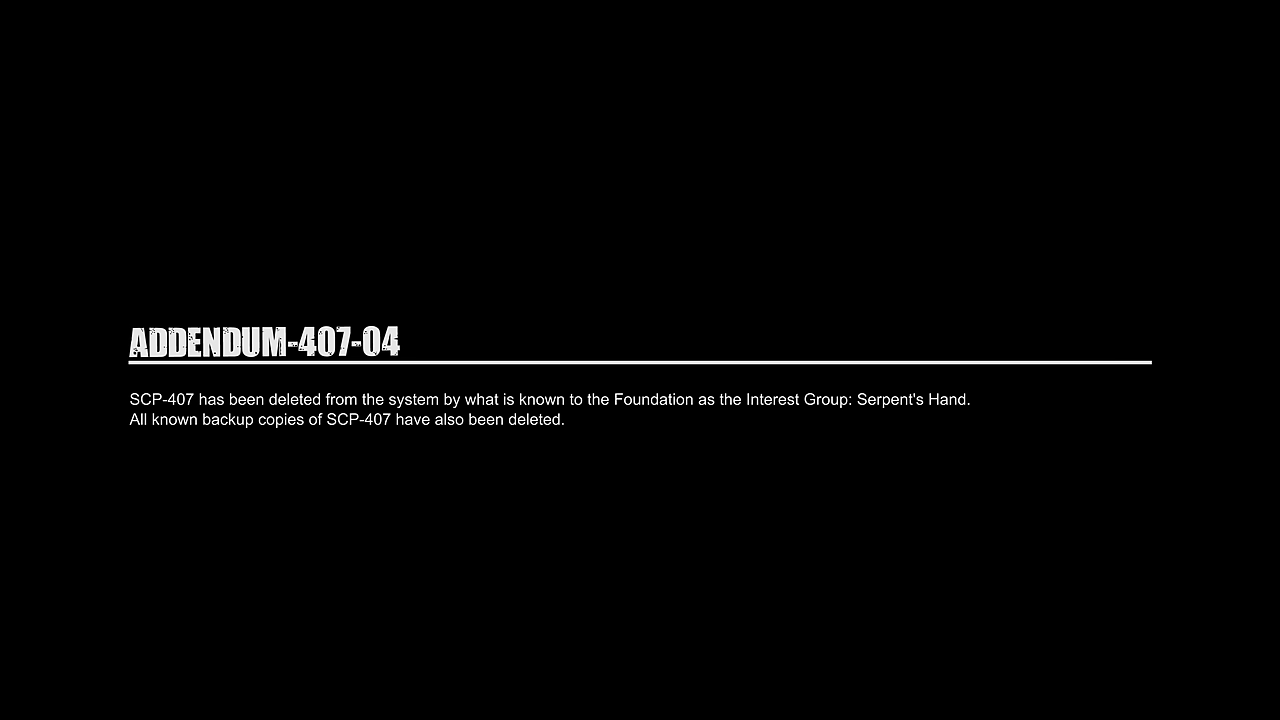 ADDENDUM-407-04
SCP-407 has been deleted from the system by what is known to the Foundation as the Interest Group: Serpent's Hand.
All known backup copies of SCP-407 have also been deleted.